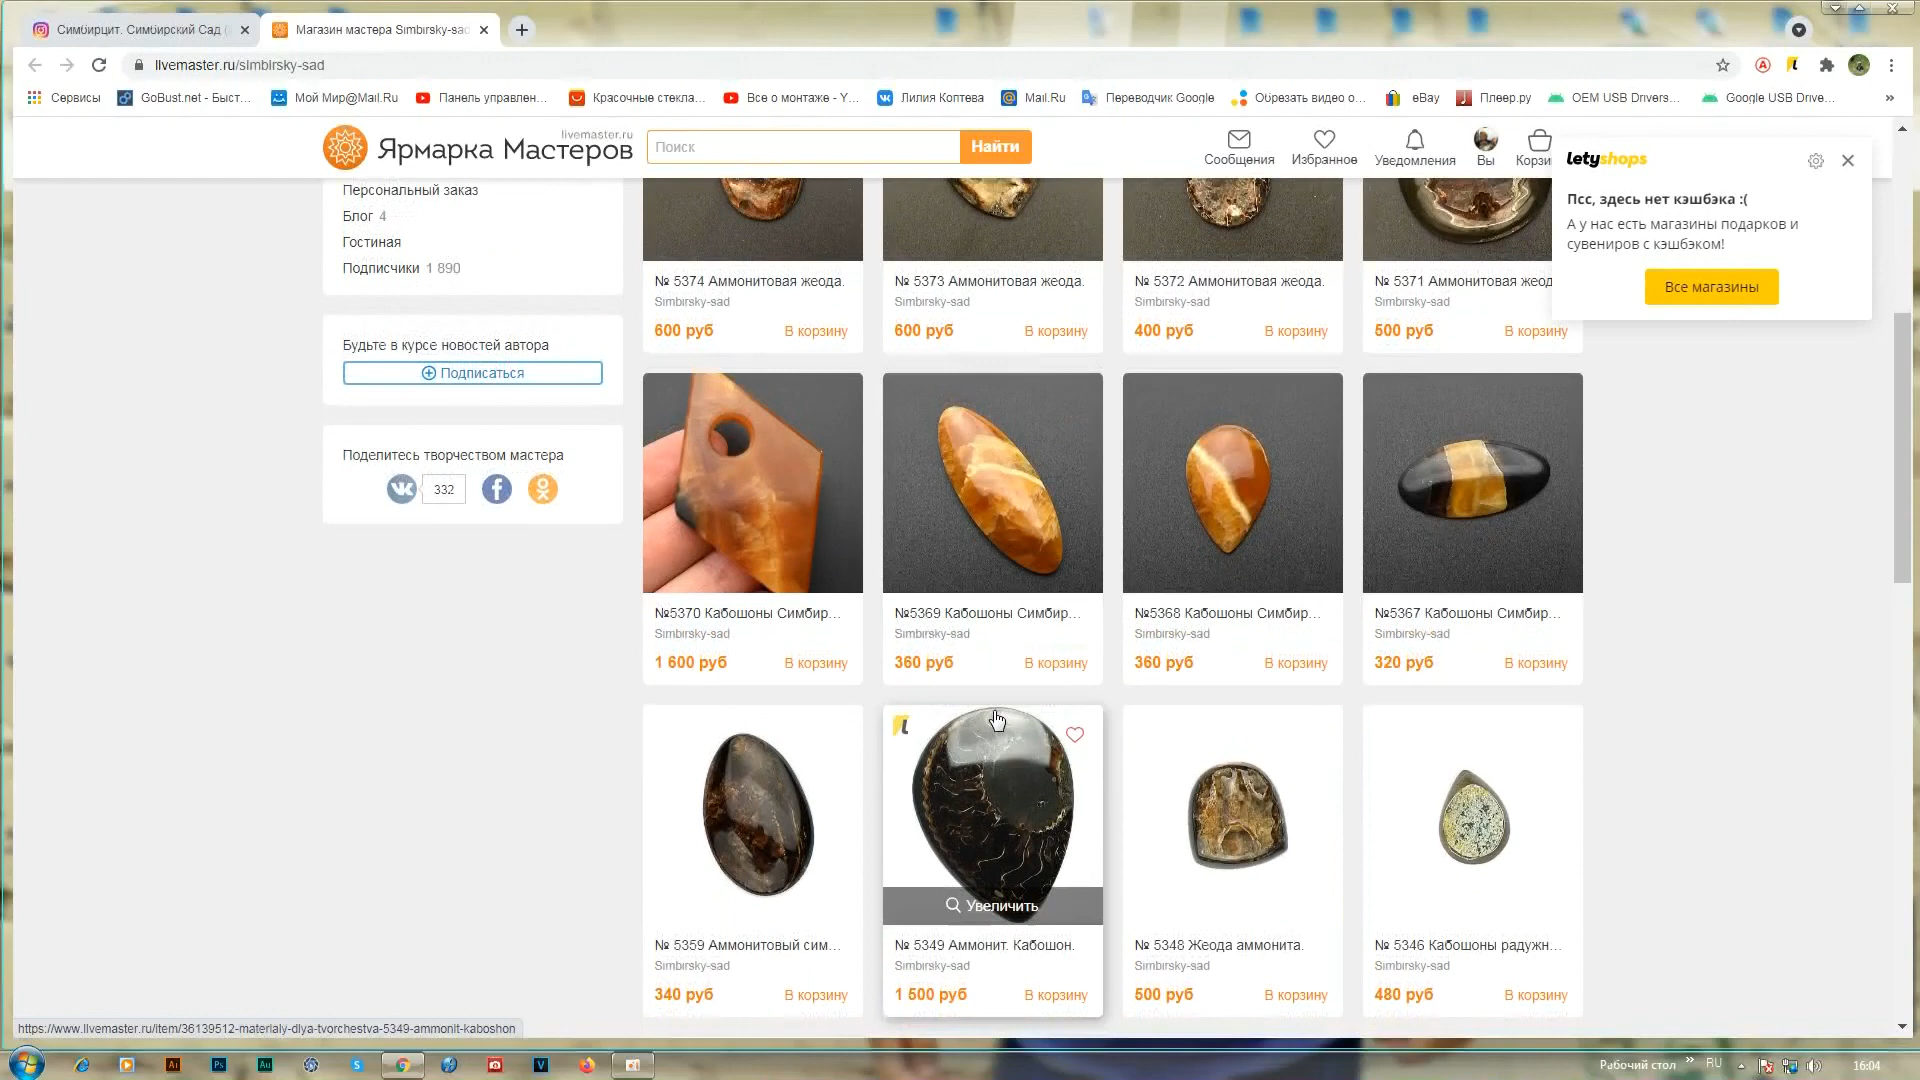 Симбирцит. Симбирский Сад (
Магазин мастера Simbirsky-sad
livemaster.ru/simbirsky-sad
Сервисы
GoBust.net - Быст...
Мой Мир@Mail.Ru
Панель управлен...
Красочные стекла...
Все о монтаже - Y...
Лилия Коптева
Mail.Ru
Переводчик Google
Обрезать видео о...
eBay
Плеер.ру
OEM USB Drivers...
Google USB Drive...
»
livemaster.ru
Ярмарка Мастеров
Поиск
Найти
Сообщения
Избранное
Уведомления
Вы
Корзи
letyshops
Псс, здесь нет кэшбэка :(
А у нас есть магазины подарков и
сувениров с кэшбэком!
Все магазины
Персональный заказ
Блог 4
Гостиная
Подписчики 1 890
Будьте в курсе новостей автора
Подписаться
Поделитесь творчеством мастера
332
№ 5374 Аммонитовая жеода.
Simbirsky-sad
600 руб В корзину
№ 5373 Аммонитовая жеода.
Simbirsky-sad
600 руб В корзину
№ 5372 Аммонитовая жеода.
Simbirsky-sad
400 руб В корзину
№ 5371 Аммонитовая жеод
Simbirsky-sad
500 руб В корзину
№5370 Кабошоны Симбир...
Simbirsky-sad
1 600 руб В корзину
№5369 Кабошоны Симбир...
Simbirsky-sad
360 руб В корзину
№5368 Кабошоны Симбир...
Simbirsky-sad
360 руб В корзину
№5367 Кабошоны Симбир...
Simbirsky-sad
320 руб В корзину
№ 5359 Аммонитовый сим...
Simbirsky-sad
340 руб В корзину
Увеличить
№ 5349 Аммонит. Кабошон.
Simbirsky-sad
1 500 руб В корзину
№ 5348 Жеода аммонита.
Simbirsky-sad
500 руб В корзину
№ 5346 Кабошоны радужн...
Simbirsky-sad
480 руб В корзину
https://www.livemaster.ru/item/36139512-materialy-dlya-tvorchestva-5349-ammonit-kaboshon
Ai
Ps
Au
S
V
Рабочий стол
»
RU
16:04